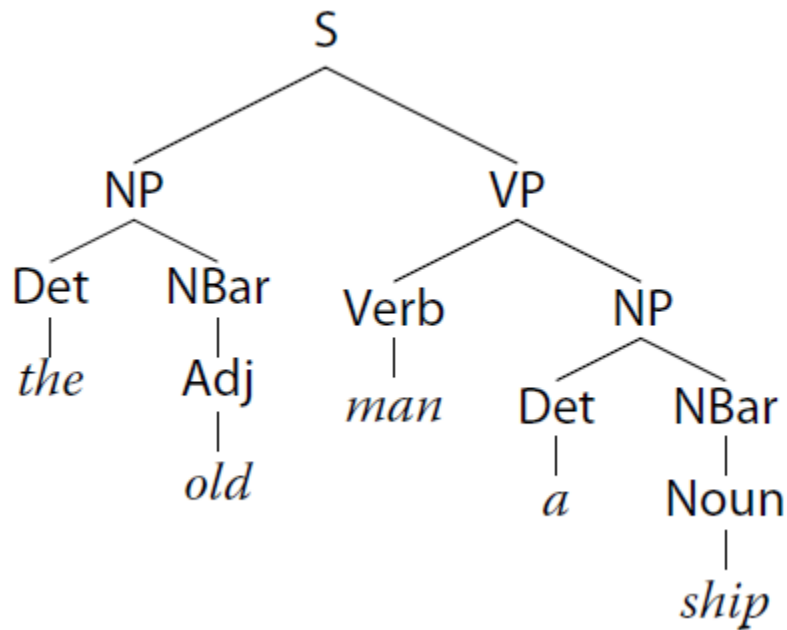 S
NP VP
Det NBar Verb NP
the Adj man Det NBar
old a Noun
ship